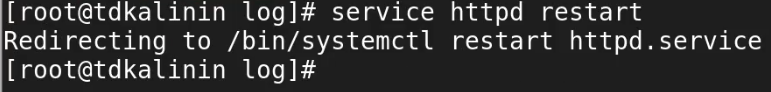 [root@tdkalinin log]# service httpd restart
Redirecting to /bin/systemctl restart httpd.service
[root@tdkalinin log]#